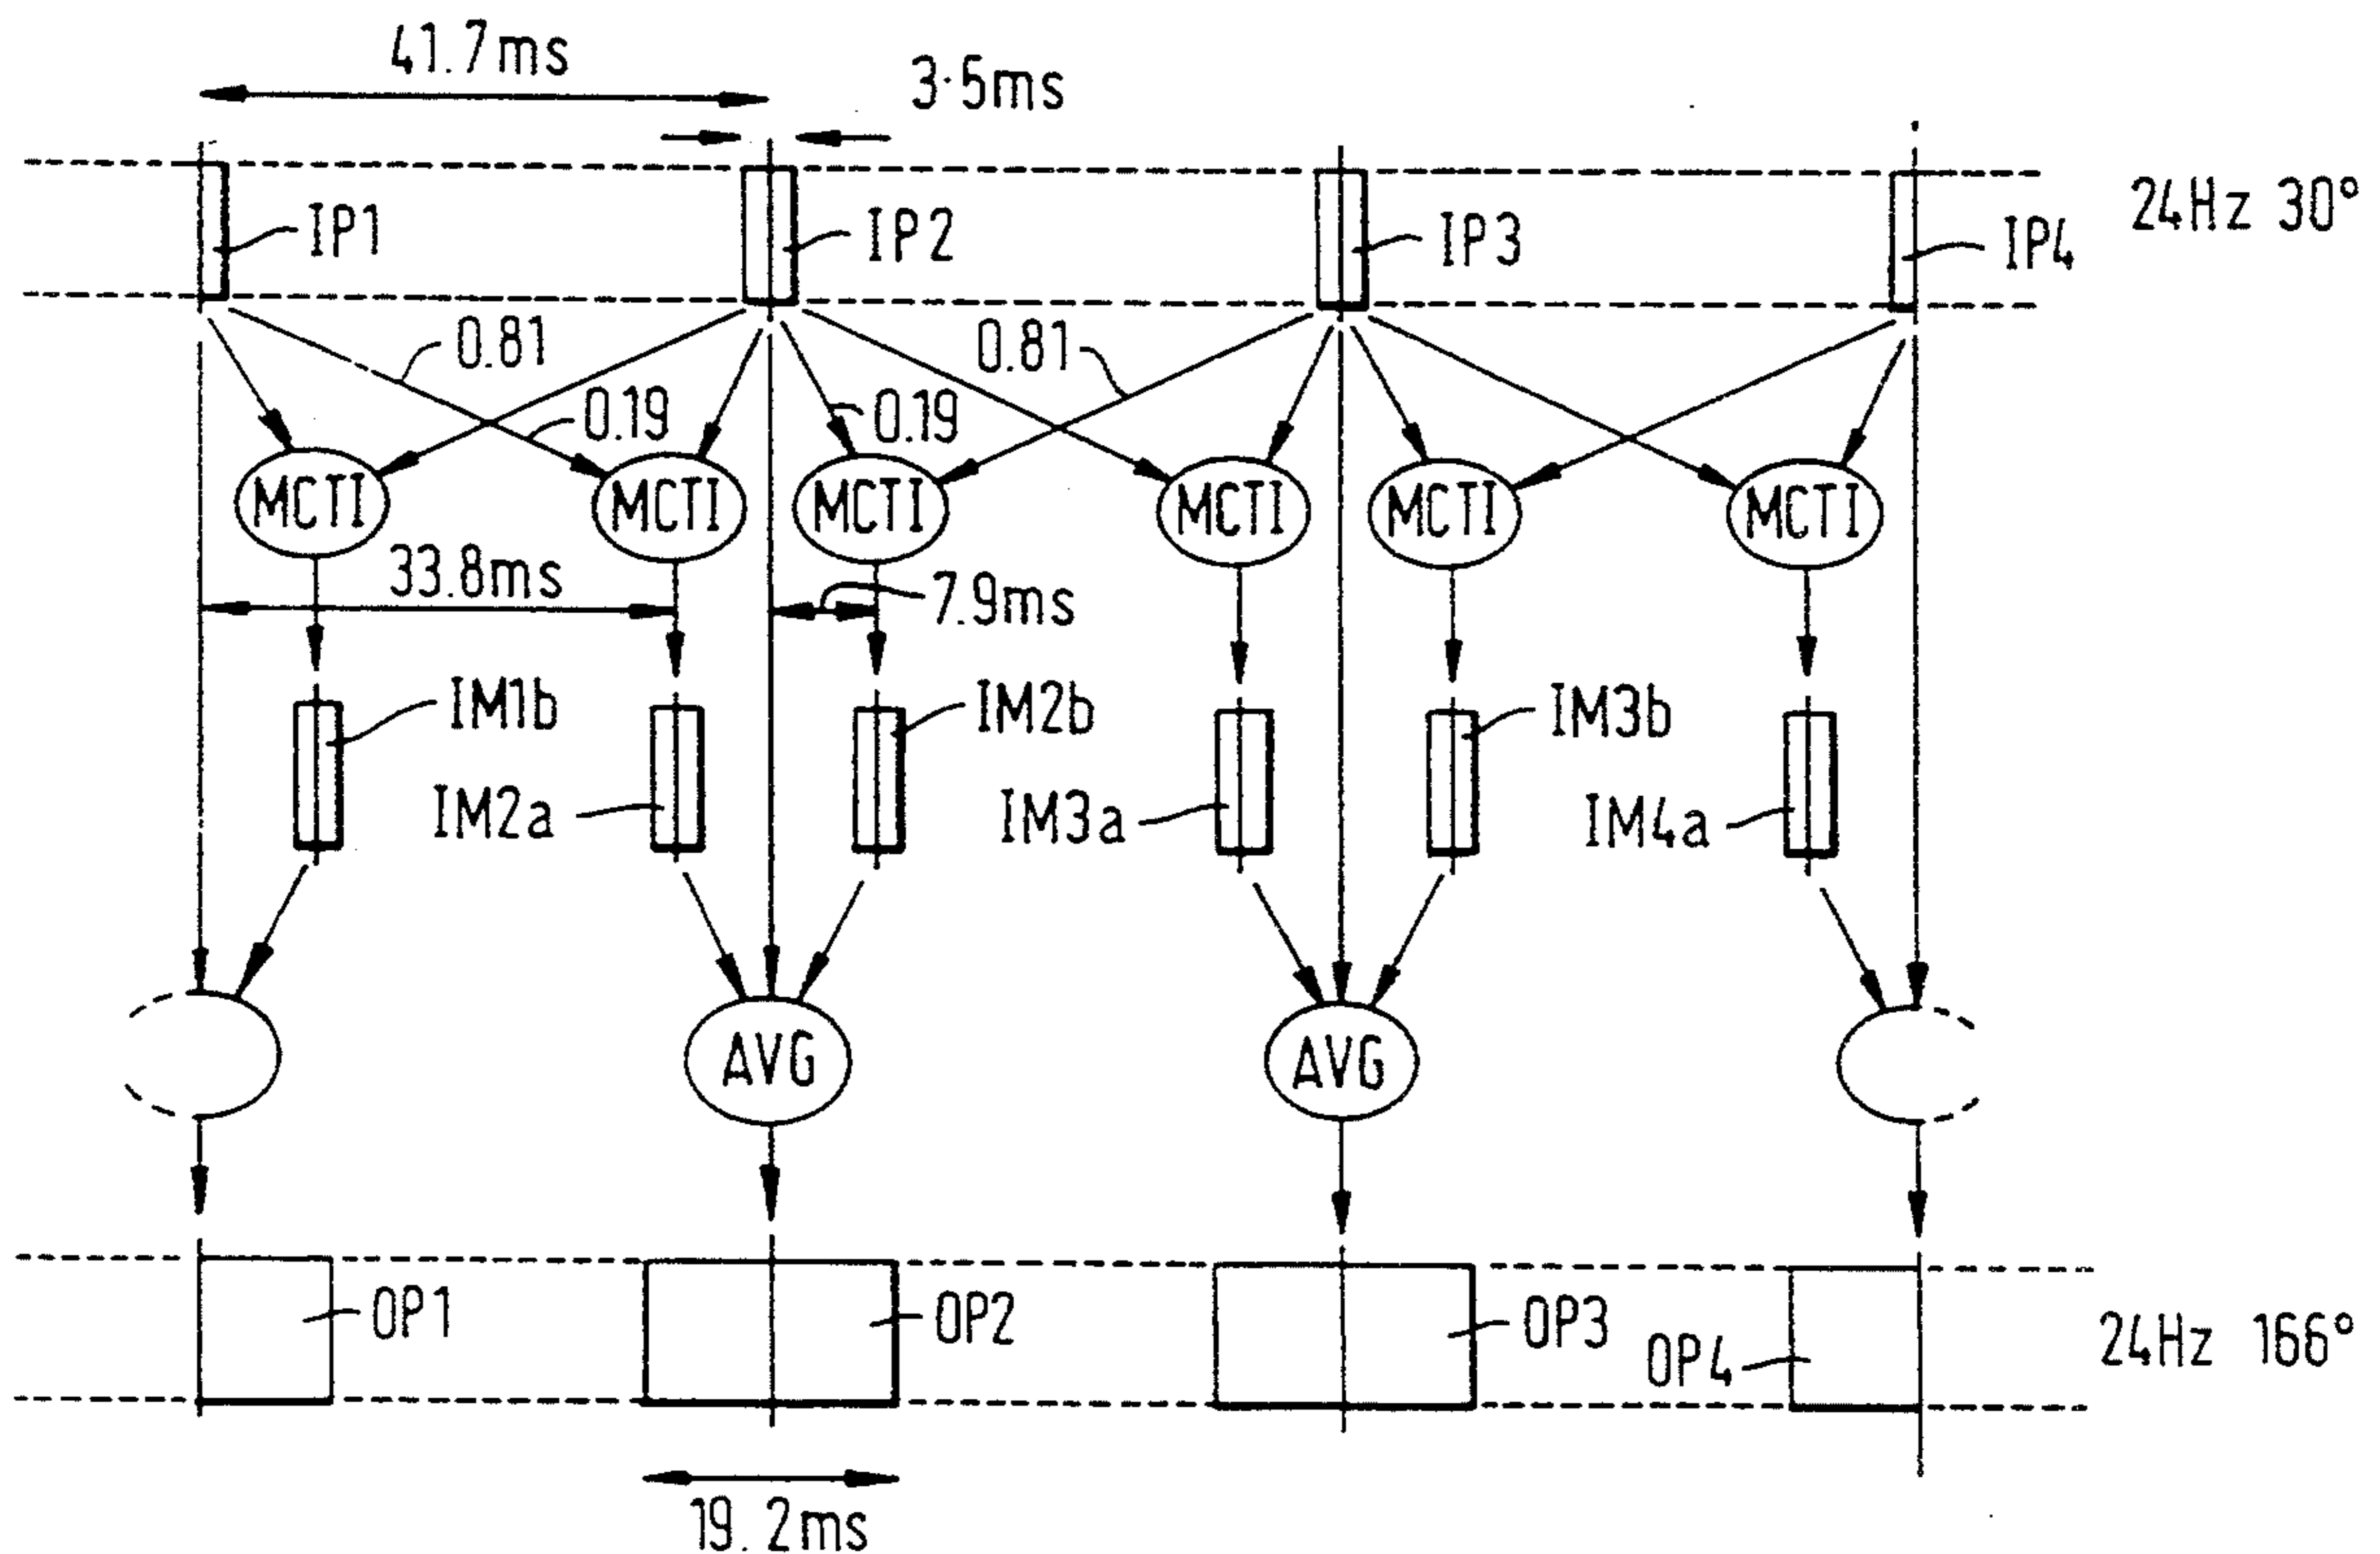 41.7ms
3.5ms
IP1
IP2
IP3
IP4
24Hz 30°
0.81
0.81
0.19
0.19
MCTI
MCTI
MCTI
MCTI
MCTI
MCTI
33.8ms
7.9ms
IM1b
IM2b
IM3b
IM2a
IM3a
IM4a
AVG
AVG
OP1
OP2
OP3
OP4
24Hz 166°
19.2ms